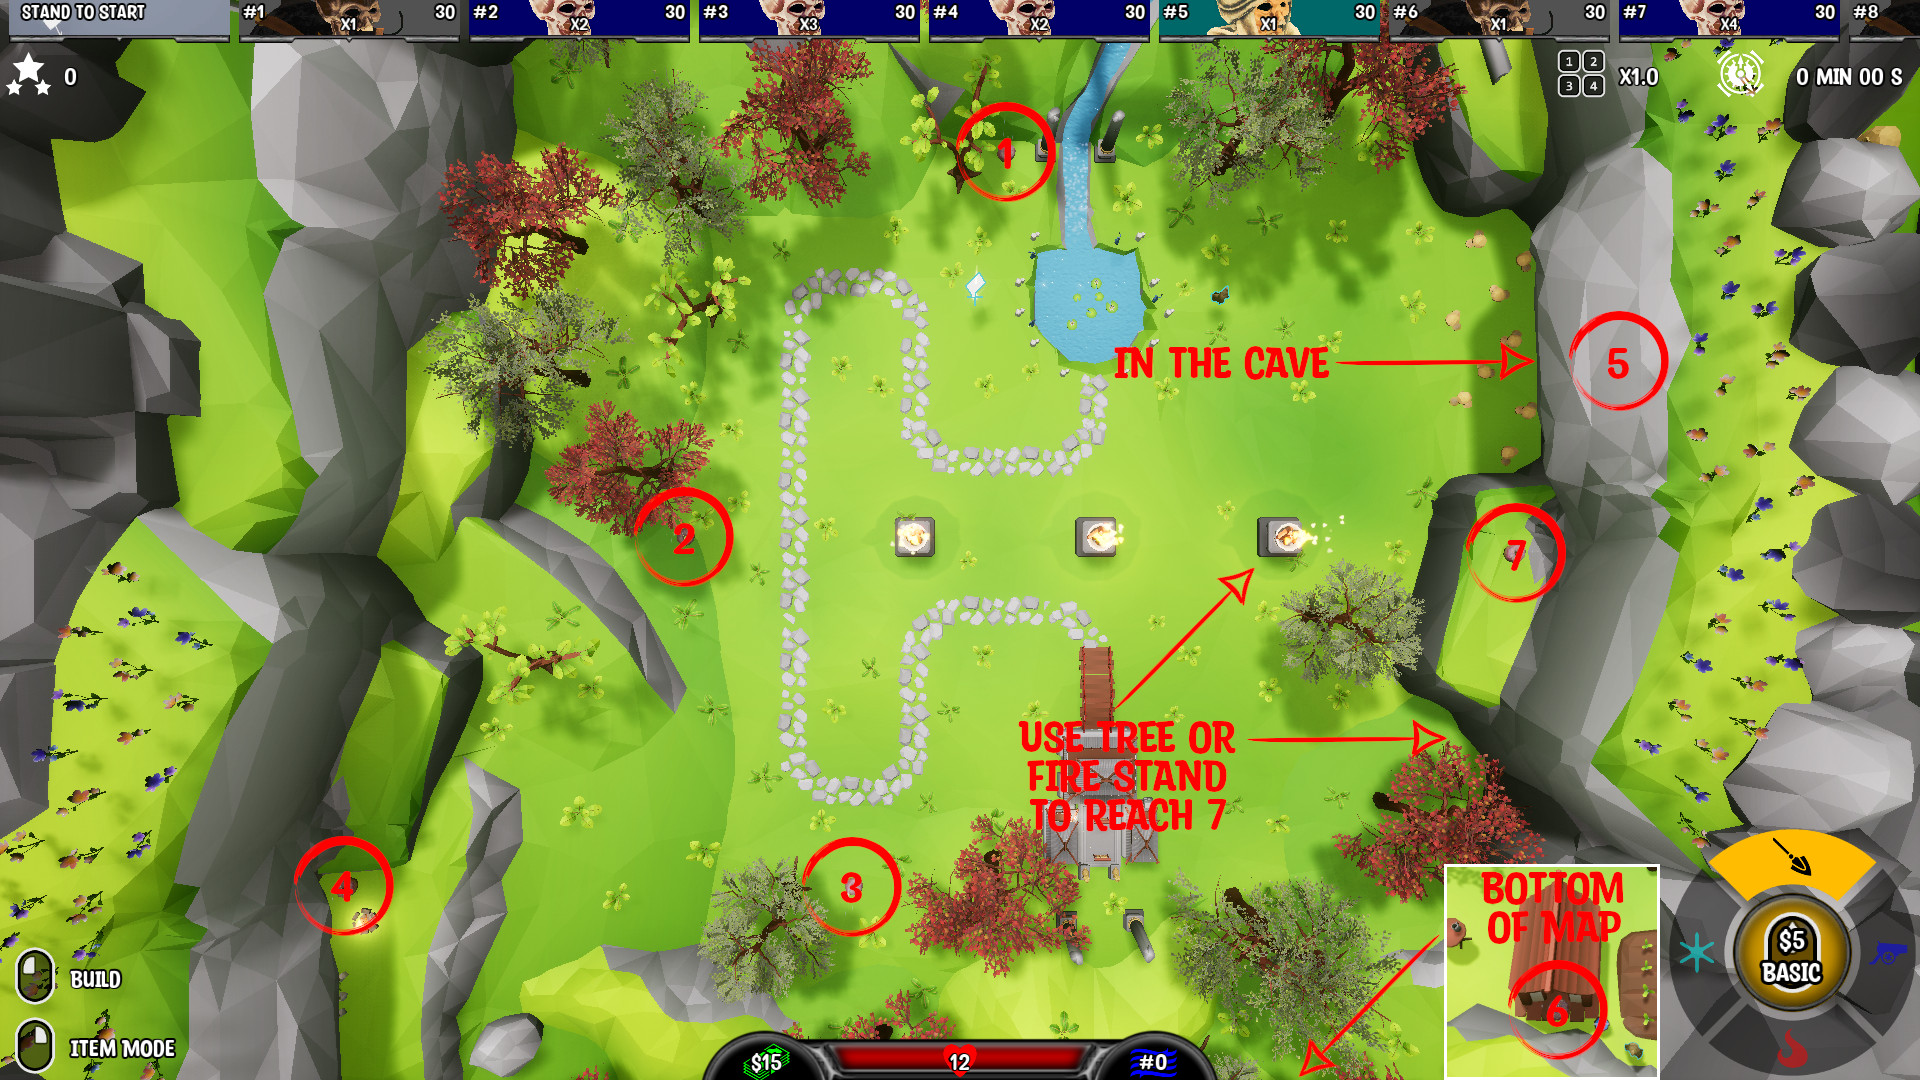 STAND TO START
#1 X1 30
#2 X2 30
#3 X3 30
#4 X2 30
#5 X1 30
#6 X1 30
#7 X4 30
#8
0
1 2
3 4
X1.0
0 MIN 00 S
1
IN THE CAVE
5
2
7
USE TREE OR
FIRE STAND
TO REACH 7
4
3
BOTTOM
OF MAP
6
$5
BASIC
BUILD
ITEM MODE
$15
12
#0